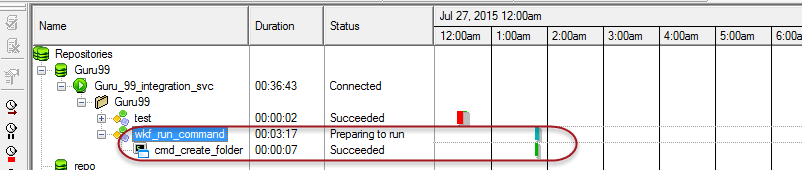 Name Duration Status Jul 27, 2015 12:00am
12:00am 1:00am 2:00am 3:00am 4:00am 5:00am 6:00a
Repositories
Guru99
Guru_99_integration_svc 00:36:43 Connected
Guru99
test 00:00:02 Succeeded
wkf_run_command 00:03:17 Preparing to run
cmd_create_folder 00:00:07 Succeeded
repo